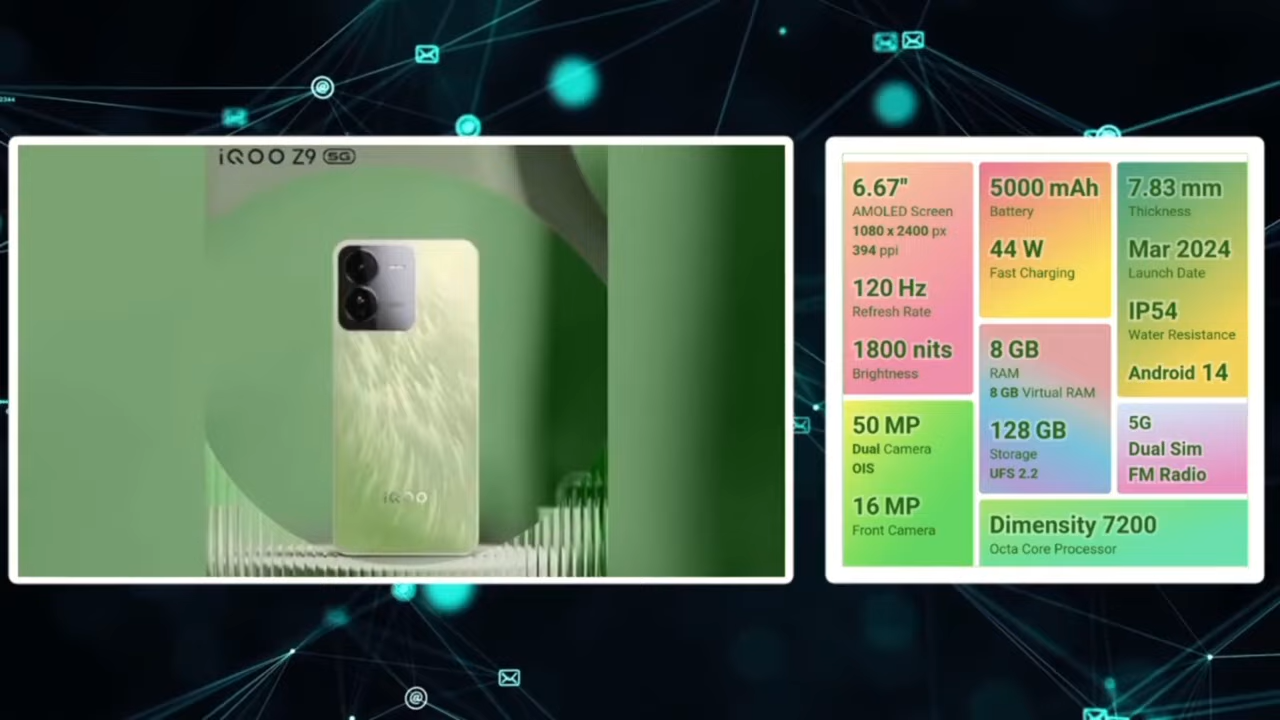 2344
iQOO Z9 5G
iQOO
6.67"
AMOLED Screen
1080 x 2400 px
394 ppi
120 Hz
Refresh Rate
1800 nits
Brightness
50 MP
Dual Camera
OIS
16 MP
Front Camera
5000 mAh
Battery
44 W
Fast Charging
8 GB
RAM
8 GB Virtual RAM
128 GB
Storage
UFS 2.2
7.83 mm
Thickness
Mar 2024
Launch Date
IP54
Water Resistance
Android 14
5G
Dual Sim
FM Radio
Dimensity 7200
Octa Core Processor